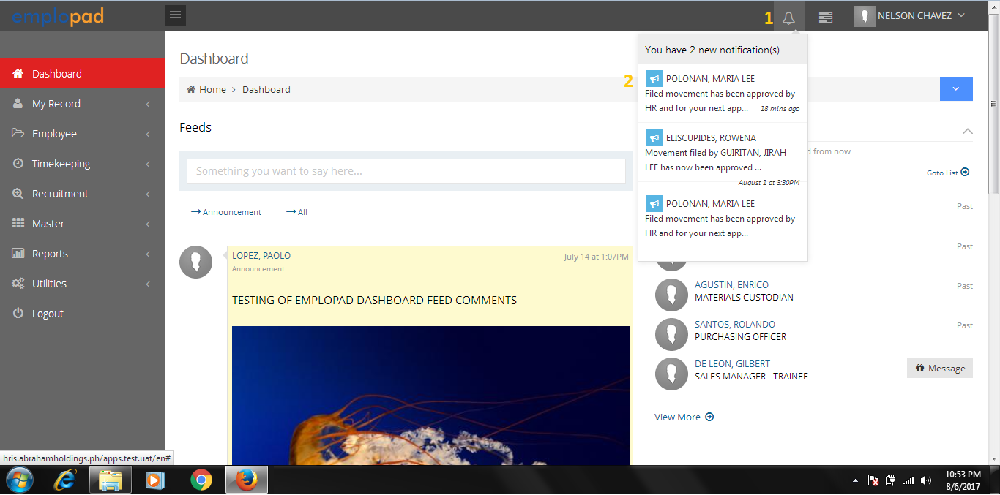 emplopad
1
NELSON CHAVEZ
You have 2 new notification(s)
2
POLONAN, MARIA LEE
Filed movement has been approved by
HR and for your next app... 18 mins ago
ELISCUPIDES, ROWENA
Movement filed by GUIRITAN, JIRAH
LEE has now been approved ...
August 1 at 3:30PM
POLONAN, MARIA LEE
Filed movement has been approved by
HR and for your next app...
Dashboard
My Record
Employee
Timekeeping
Recruitment
Master
Reports
Utilities
Logout
Dashboard
Home > Dashboard
Feeds
Something you want to say here...
Announcement
All
LOPEZ, PAOLO
July 14 at 1:07PM
Announcement
TESTING OF EMPLOPAD DASHBOARD FEED COMMENTS
from now.
Goto List
Past
Past
AGUSTIN, ENRICO
Past
MATERIALS CUSTODIAN
SANTOS, ROLANDO
Past
PURCHASING OFFICER
DE LEON, GILBERT
SALES MANAGER - TRAINEE
Message
View More
hris.abrahamholdings.ph/apps.test.uat/en#
10:53 PM
8/6/2017